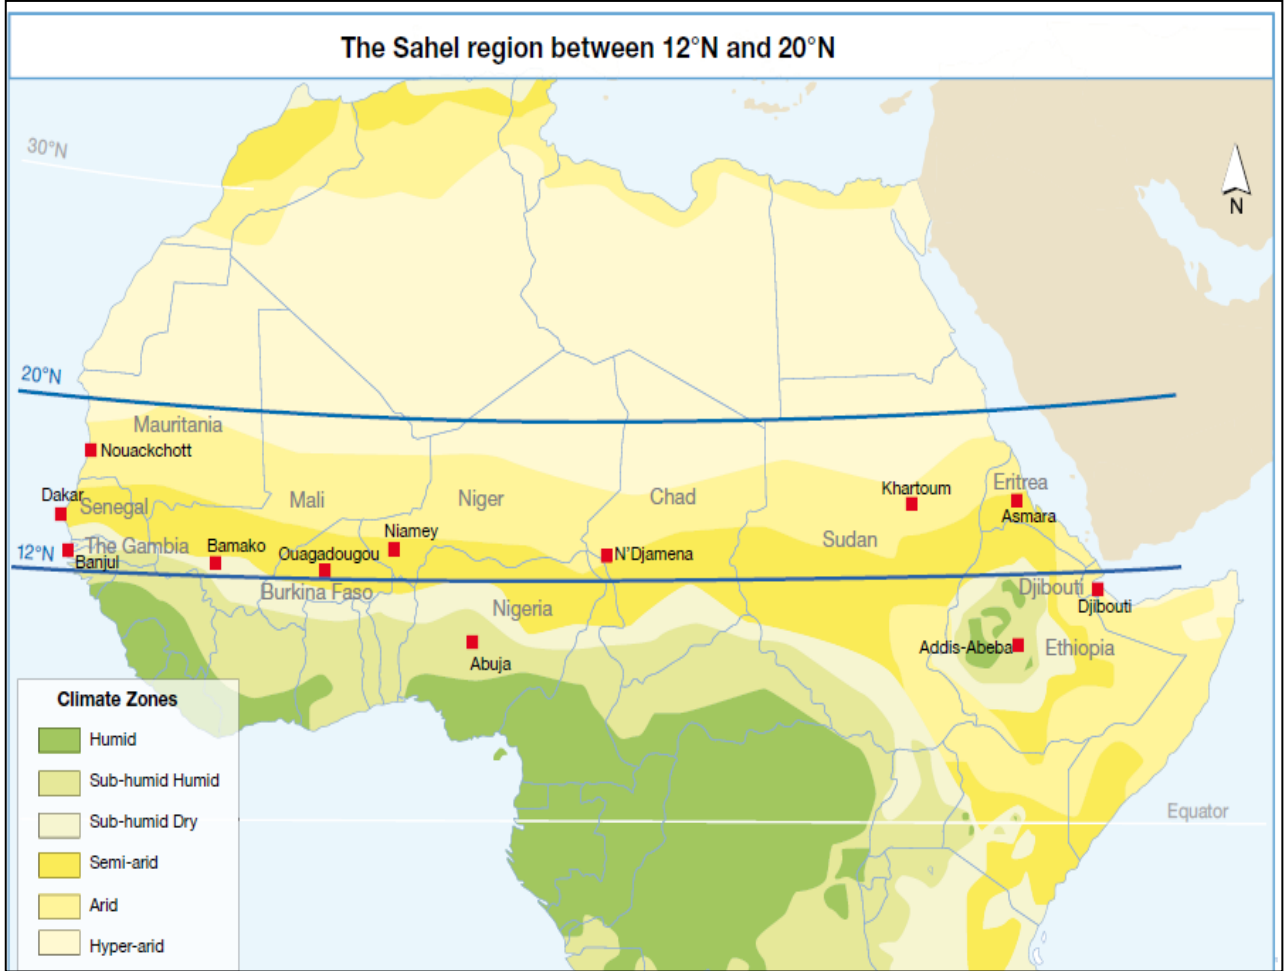 The Sahel region between 12°N and 20°N
30°N
N
20°N
Mauritania
Nouackchott
Dakar
Senegal
Mali
Niger
Chad
Khartoum
Eritrea
Asmara
Sudan
12°N
The Gambia
Banjul
Bamako
Ouagadougou
Niamey
N'Djamena
Burkina Faso
Nigeria
Djibouti
Djibouti
Abuja
Addis-Abeba
Ethiopia
Climate Zones
Humid
Sub-humid Humid
Sub-humid Dry
Semi-arid
Arid
Hyper-arid
Equator